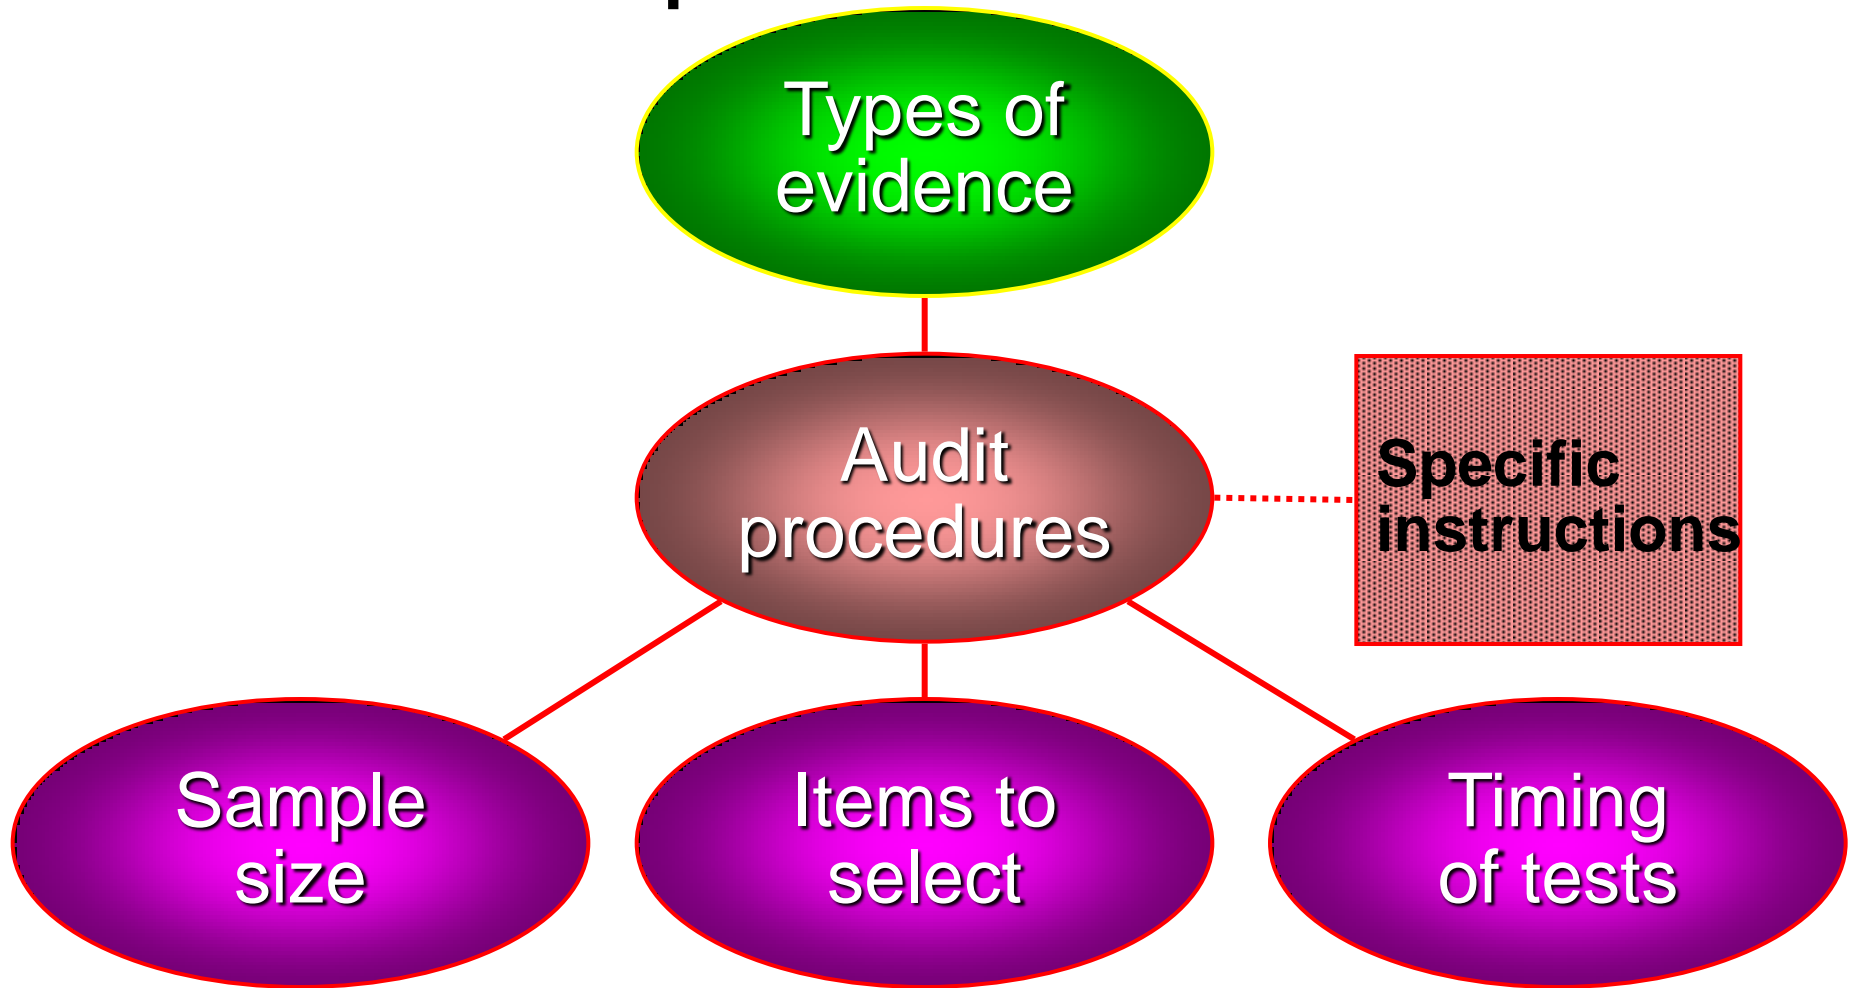 Types of
evidence
Audit
procedures
Specific
instructions
Sample
size
Items to
select
Timing
of tests